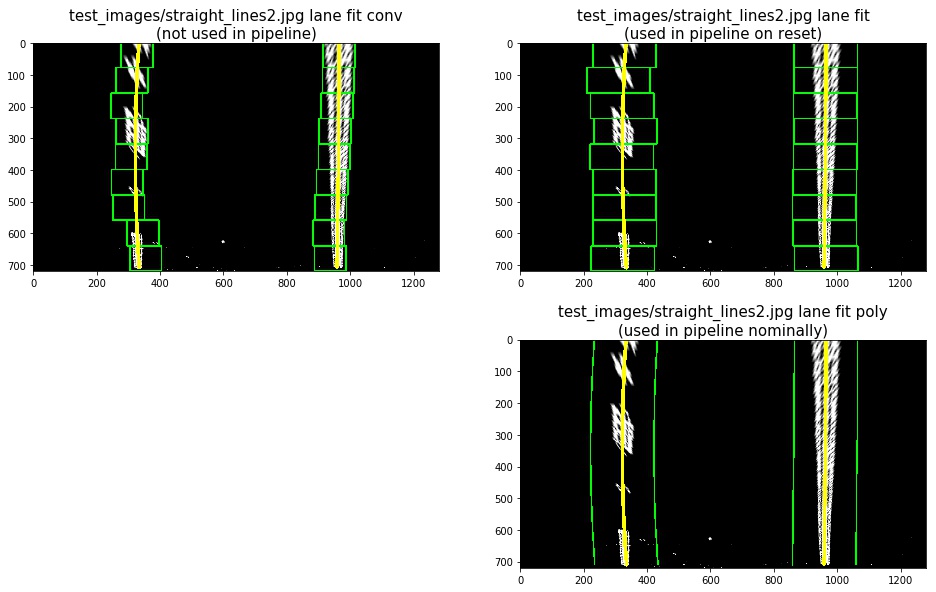 test_images/straight_lines2.jpg lane fit conv
(not used in pipeline)
0
100
200
300
400
500
600
700
0 200 400 600 800 1000 1200
test_images/straight_lines2.jpg lane fit
(used in pipeline on reset)
0
100
200
300
400
500
600
700
0 200 400 600 800 1000 1200
test_images/straight_lines2.jpg lane fit poly
(used in pipeline nominally)
0
100
200
300
400
500
600
700
0 200 400 600 800 1000 1200